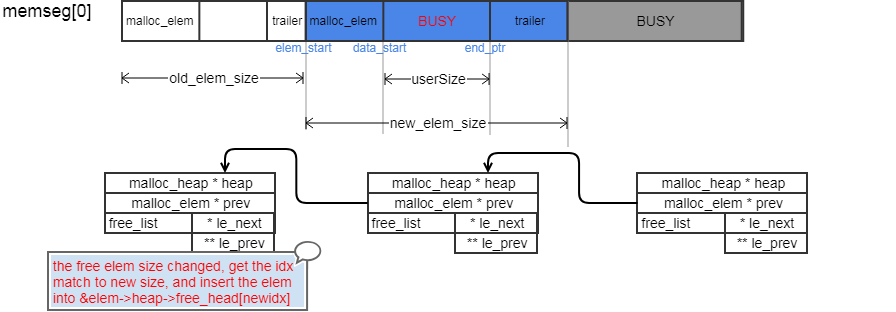 memseg[0]
malloc_elem
trailer
malloc_elem
BUSY
trailer
BUSY
elem_start
data_start
end_ptr
old_elem_size
userSize
new_elem_size
malloc_heap * heap
malloc_elem * prev
free_list
* le_next
** le_prev
malloc_heap * heap
malloc_elem * prev
free_list
* le_next
** le_prev
malloc_heap * heap
malloc_elem * prev
free_list
* le_next
** le_prev
the free elem size changed, get the idx
match to new size, and insert the elem
into &elem->heap->free_head[newidx]